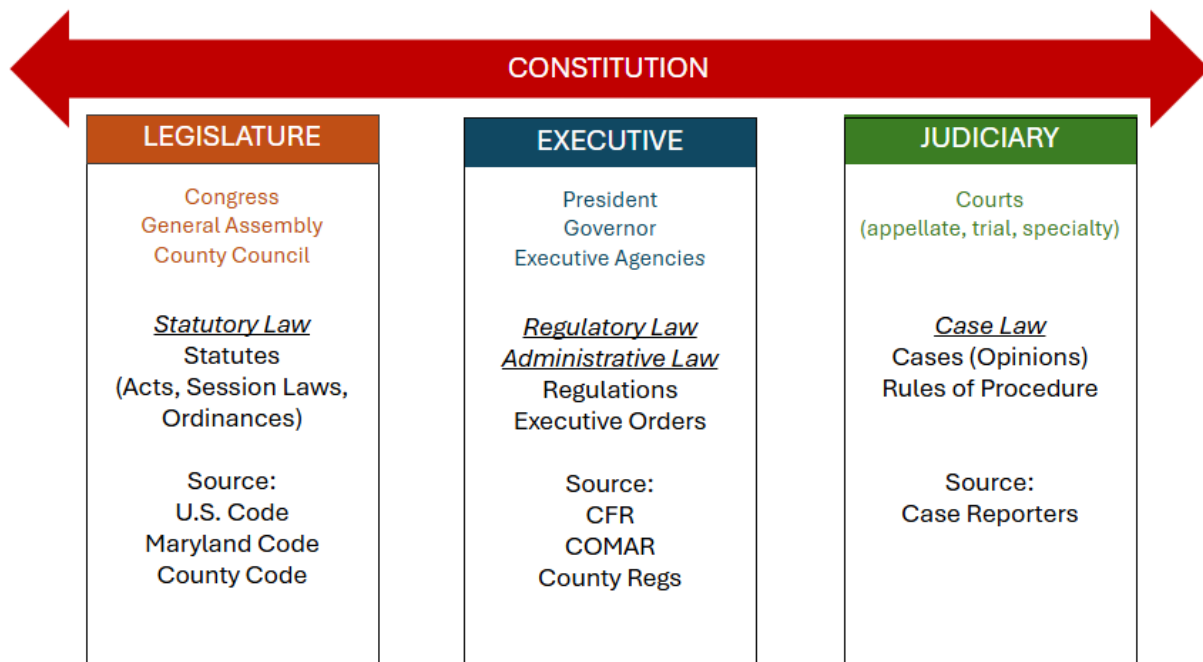 CONSTITUTION
LEGISLATURE
Congress
General Assembly
County Council
Statutory Law
Statutes
(Acts, Session Laws,
Ordinances)
Source:
U.S. Code
Maryland Code
County Code
EXECUTIVE
President
Governor
Executive Agencies
Regulatory Law
Administrative Law
Regulations
Executive Orders
Source:
CFR
COMAR
County Regs
JUDICIARY
Courts
(appellate, trial, specialty)
Case Law
Cases (Opinions)
Rules of Procedure
Source:
Case Reporters